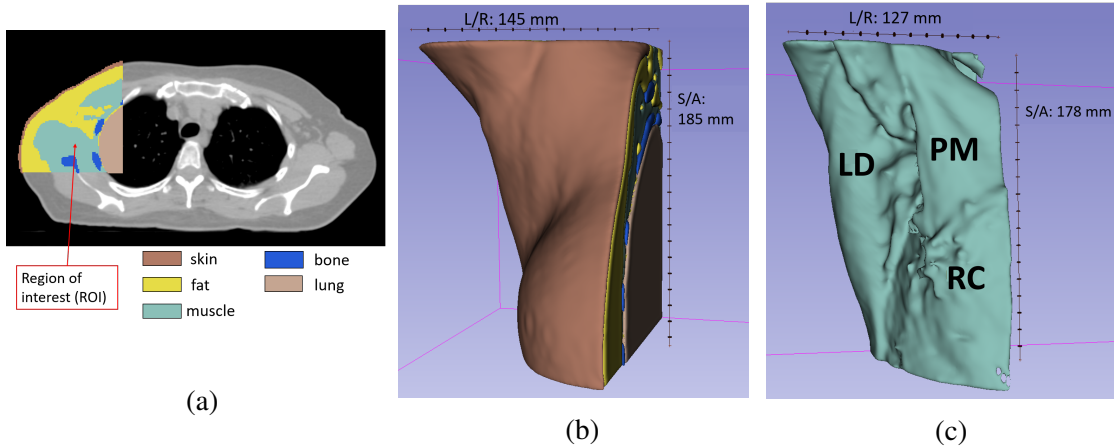 Region of
interest (ROI)
skin
fat
muscle
bone
lung
(a)
L/R: 145 mm
S/A:
185 mm
(b)
L/R: 127 mm
S/A: 178 mm
LD
PM
RC
(c)